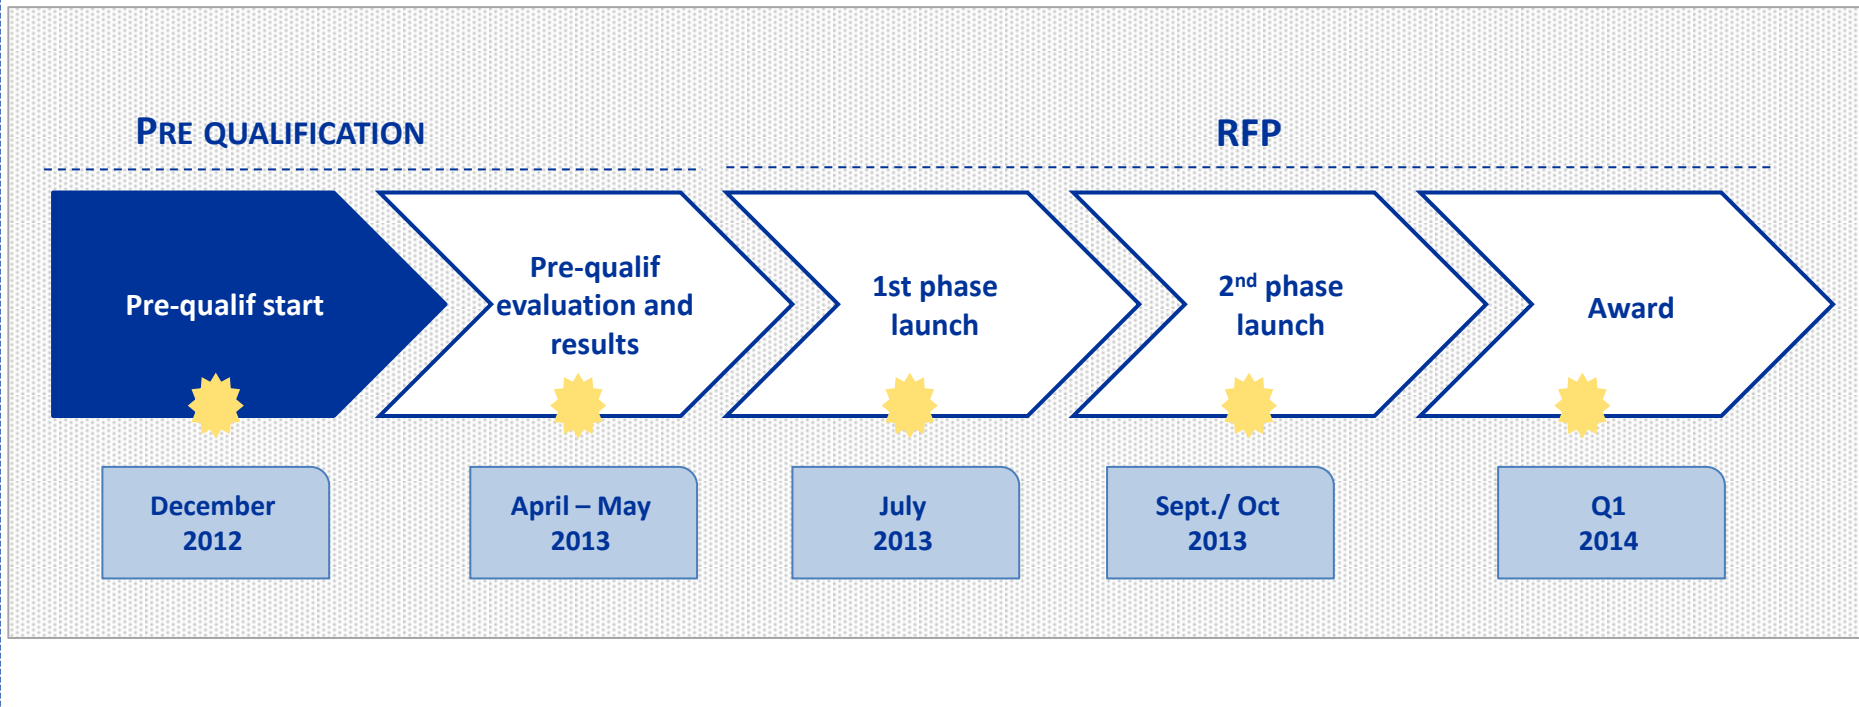 PRE QUALIFICATION
RFP
Pre-qualif start
Pre-qualif
evaluation and
results
1st phase
launch
2nd phase
launch
Award
December
2012
April – May
2013
July
2013
Sept./ Oct
2013
Q1
2014